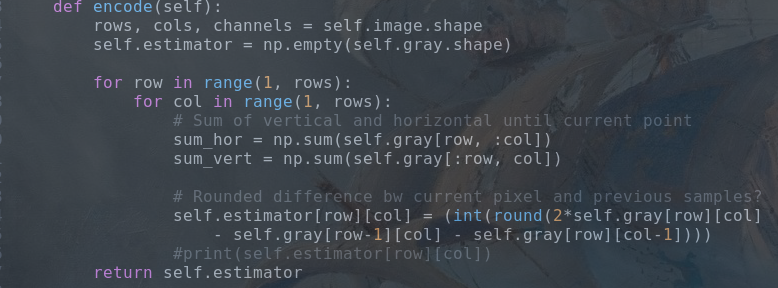 def encode(self):
rows, cols, channels = self.image.shape
self.estimator = np.empty(self.gray.shape)
for row in range(1, rows):
for col in range(1, rows):
# Sum of vertical and horizontal until current point
sum_hor = np.sum(self.gray[row, :col])
sum_vert = np.sum(self.gray[:row, col])
# Rounded difference bw current pixel and previous samples?
self.estimator[row][col] = (int(round(2*self.gray[row][col]
- self.gray[row-1][col] - self.gray[row][col-1])))
#print(self.estimator[row][col])
return self.estimator